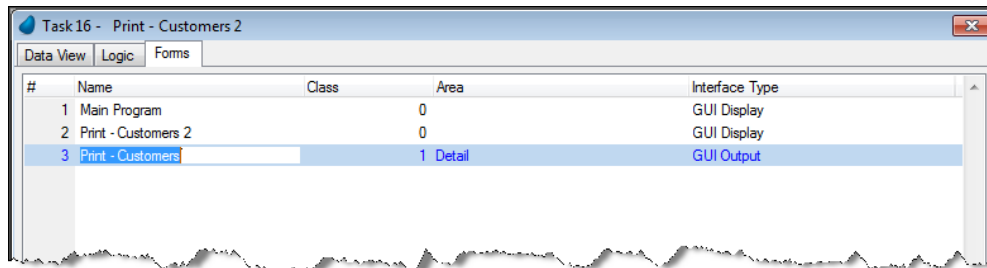 Task 16 - Print - Customers 2
Data View Logic Forms
# Name Class Area Interface Type
1 Main Program 0 GUI Display
2 Print - Customers 2 0 GUI Display
3 Print - Customers 1 Detail GUI Output